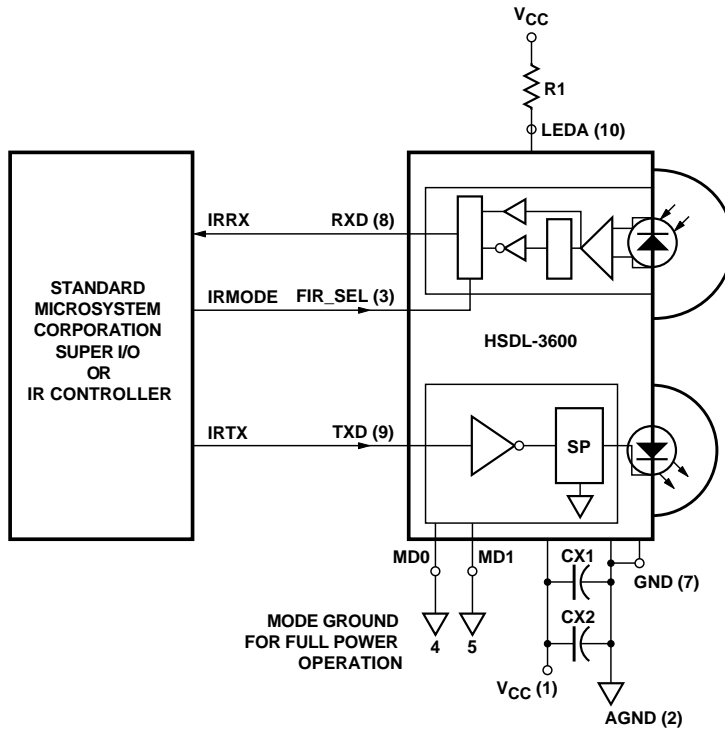 VCC
R1
LEDA (10)
IRRX
RXD (8)
STANDARD
MICROSYSTEM
CORPORATION
SUPER I/O
OR
IR CONTROLLER
IRMODE
FIR_SEL (3)
HSDL-3600
IRTX
TXD (9)
SP
MD0
MD1
CX1
GND (7)
MODE GROUND
FOR FULL POWER
OPERATION
4
5
CX2
VCC (1)
AGND (2)